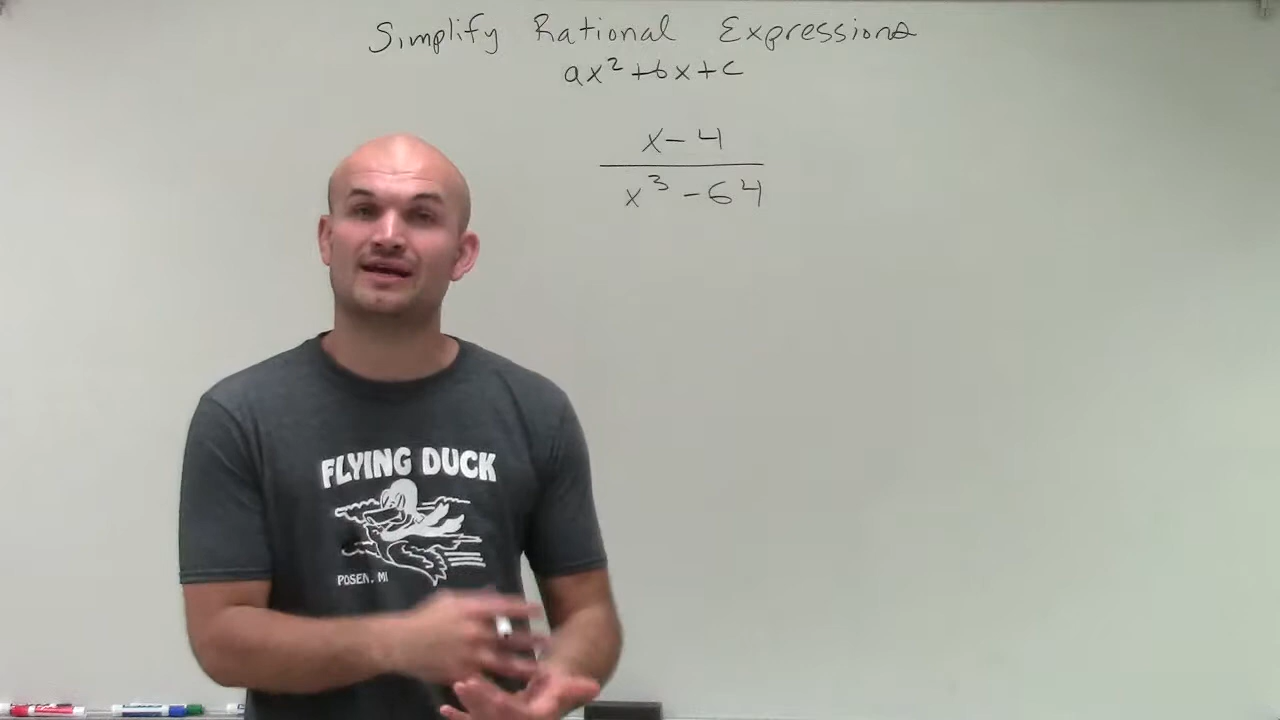 Simplify Rational Expressions
ax² + bx + c
x - 4
x³ - 64
FLYING DUCK
POSEN, MI